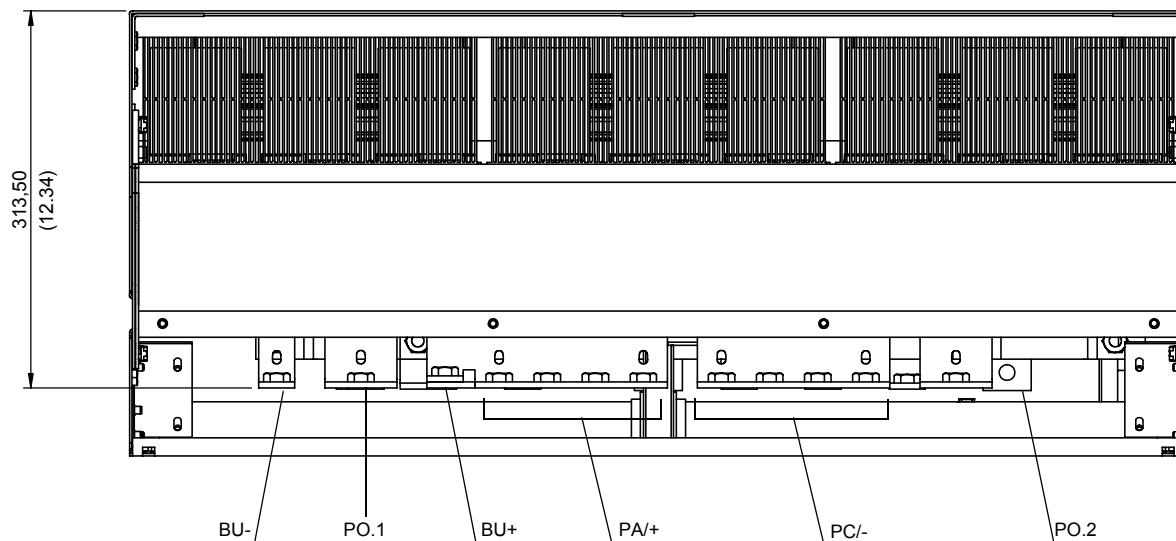 313,50
(12.34)
BU-
PO.1
BU+
PA/+
PC/-
PO.2